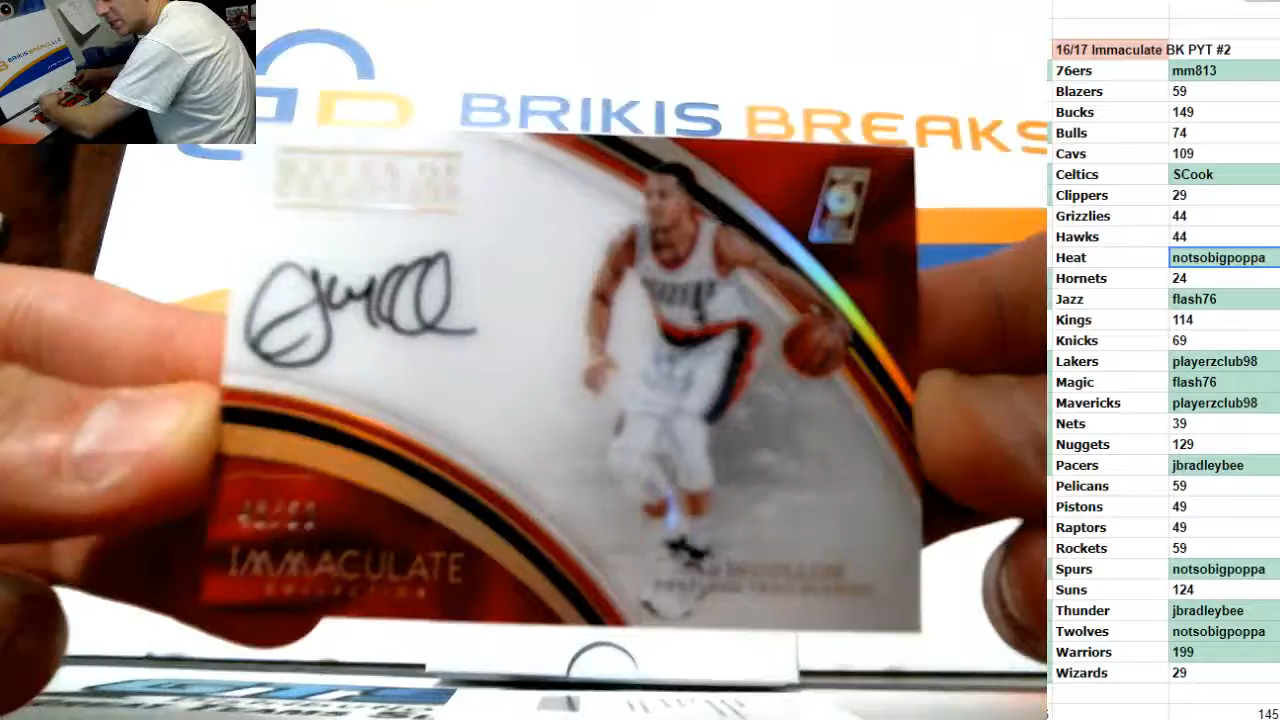 BRIKIS BREAKS
BRIKISBREAKS
IMMACULATE
COLLECTION
16/17 Immaculate BK PYT #2
76ers mm813
Blazers 59
Bucks 149
Bulls 74
Cavs 109
Celtics SCook
Clippers 29
Grizzlies 44
Hawks 44
Heat notsobigpoppa
Hornets 24
Jazz flash76
Kings 114
Knicks 69
Lakers playerzclub98
Magic flash76
Mavericks playerzclub98
Nets 39
Nuggets 129
Pacers jbradleybee
Pelicans 59
Pistons 49
Raptors 49
Rockets 59
Spurs notsobigpoppa
Suns 124
Thunder jbradleybee
Twolves notsobigpoppa
Warriors 199
Wizards 29
145